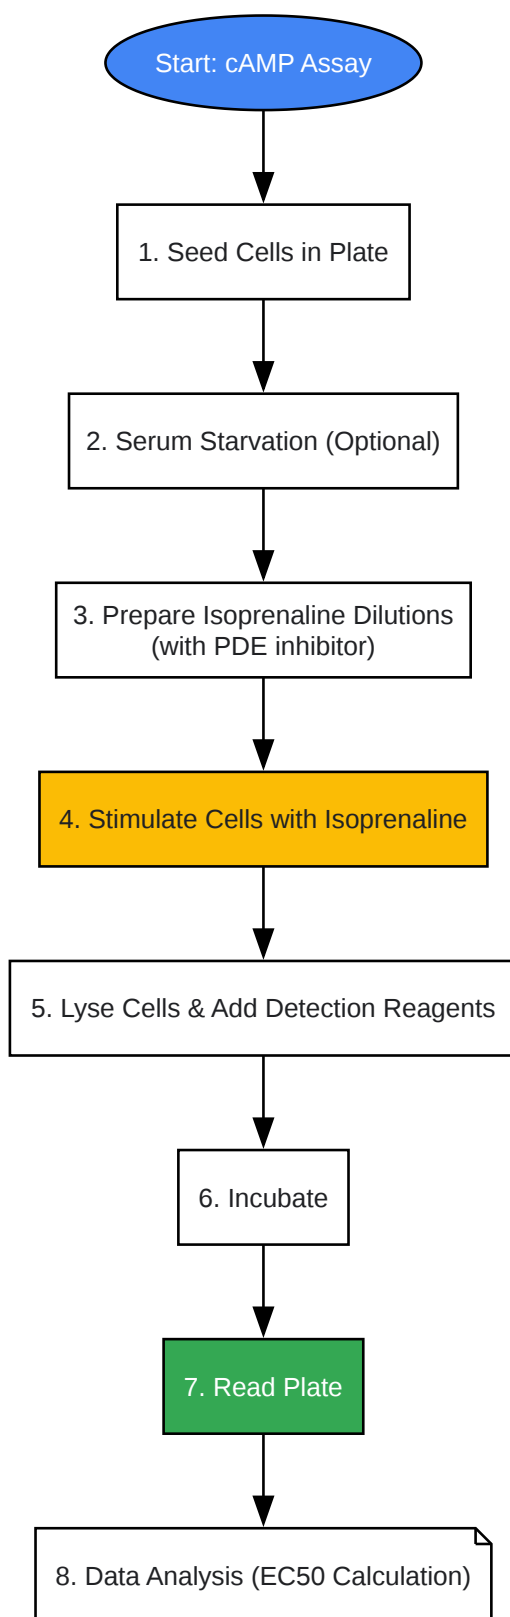 Start: cAMP Assay
1. Seed Cells in Plate
2. Serum Starvation (Optional)
3. Prepare Isoprenaline Dilutions
(with PDE inhibitor)
4. Stimulate Cells with Isoprenaline
5. Lyse Cells & Add Detection Reagents
6. Incubate
7. Read Plate
8. Data Analysis (EC50 Calculation)